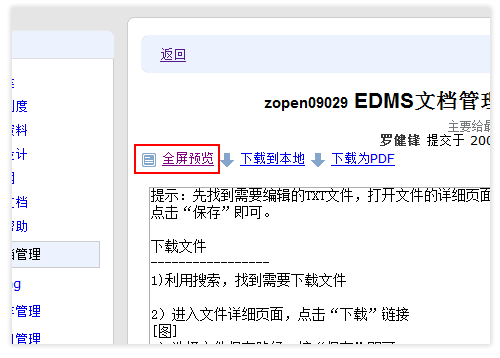 返回
zopen09029 EDMS文档管理
主要给最
罗健锋 提交于 200
全屏预览 下载到本地 下载为PDF
制度
资料
设计
文档
帮助
档管理
ng
管理
管理
提示：先找到需要编辑的TXT文件，打开文件的详细页面
点击“保存”即可。
下载文件
-----------------
1)利用搜索，找到需要下载文件
2）进入文件详细页面，点击“下载”链接
[图]